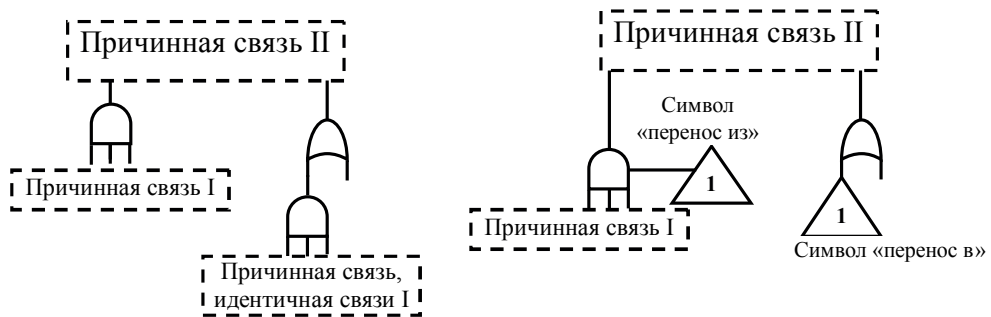 Причинная связь II
Причинная связь I
Причинная связь,
идентичная связи I
Причинная связь II
Символ
«перенос из»
1
Причинная связь I
1
Символ «перенос в»